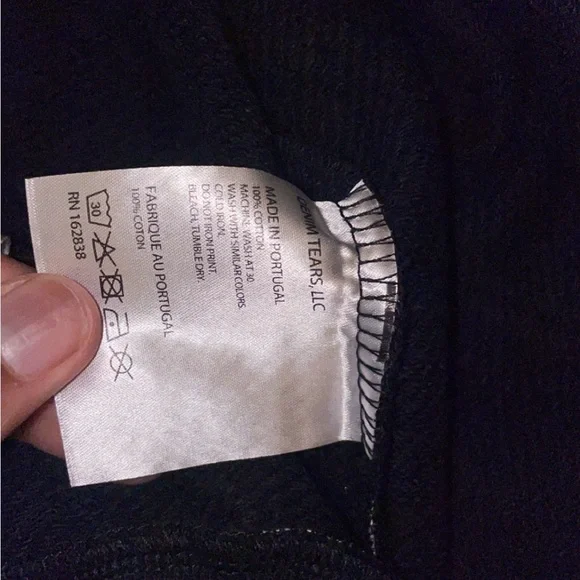 DENIM TEARS, LLC
MADE IN PORTUGAL
100% COTTON
MACHINE WASH AT 30
WASH WITH SIMILAR COLORS
COLD IRON.
DO NOT IRON PRINT.
BLEACH, TUMBLE DRY.
FABRIQUE AU PORTUGAL
100% COTON
30
RN 162838